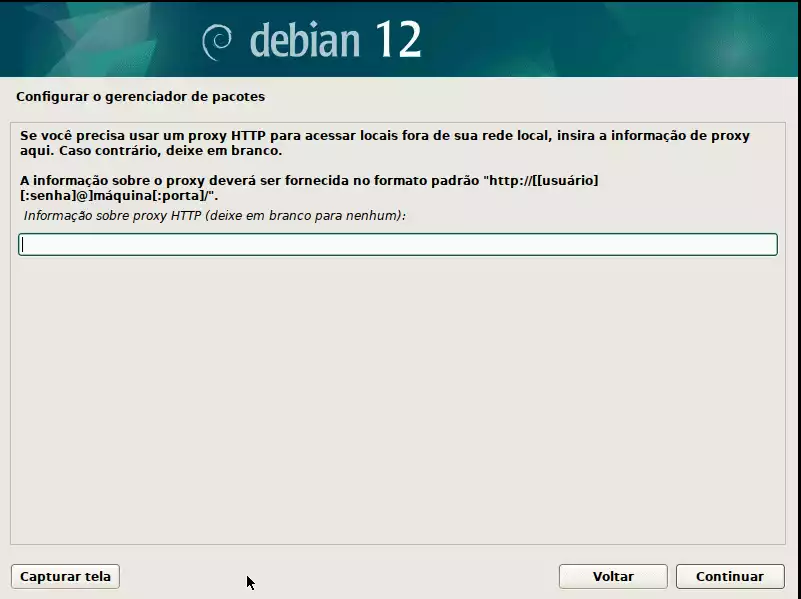 debian 12
Configurar o gerenciador de pacotes
Se você precisa usar um proxy HTTP para acessar locais fora de sua rede local, insira a informação de proxy
aqui. Caso contrário, deixe em branco.
A informação sobre o proxy deverá ser fornecida no formato padrão "http://[[usuário]
[:senha]@]máquina[:porta]/".
Informação sobre proxy HTTP (deixe em branco para nenhum):
Capturar tela
Voltar
Continuar